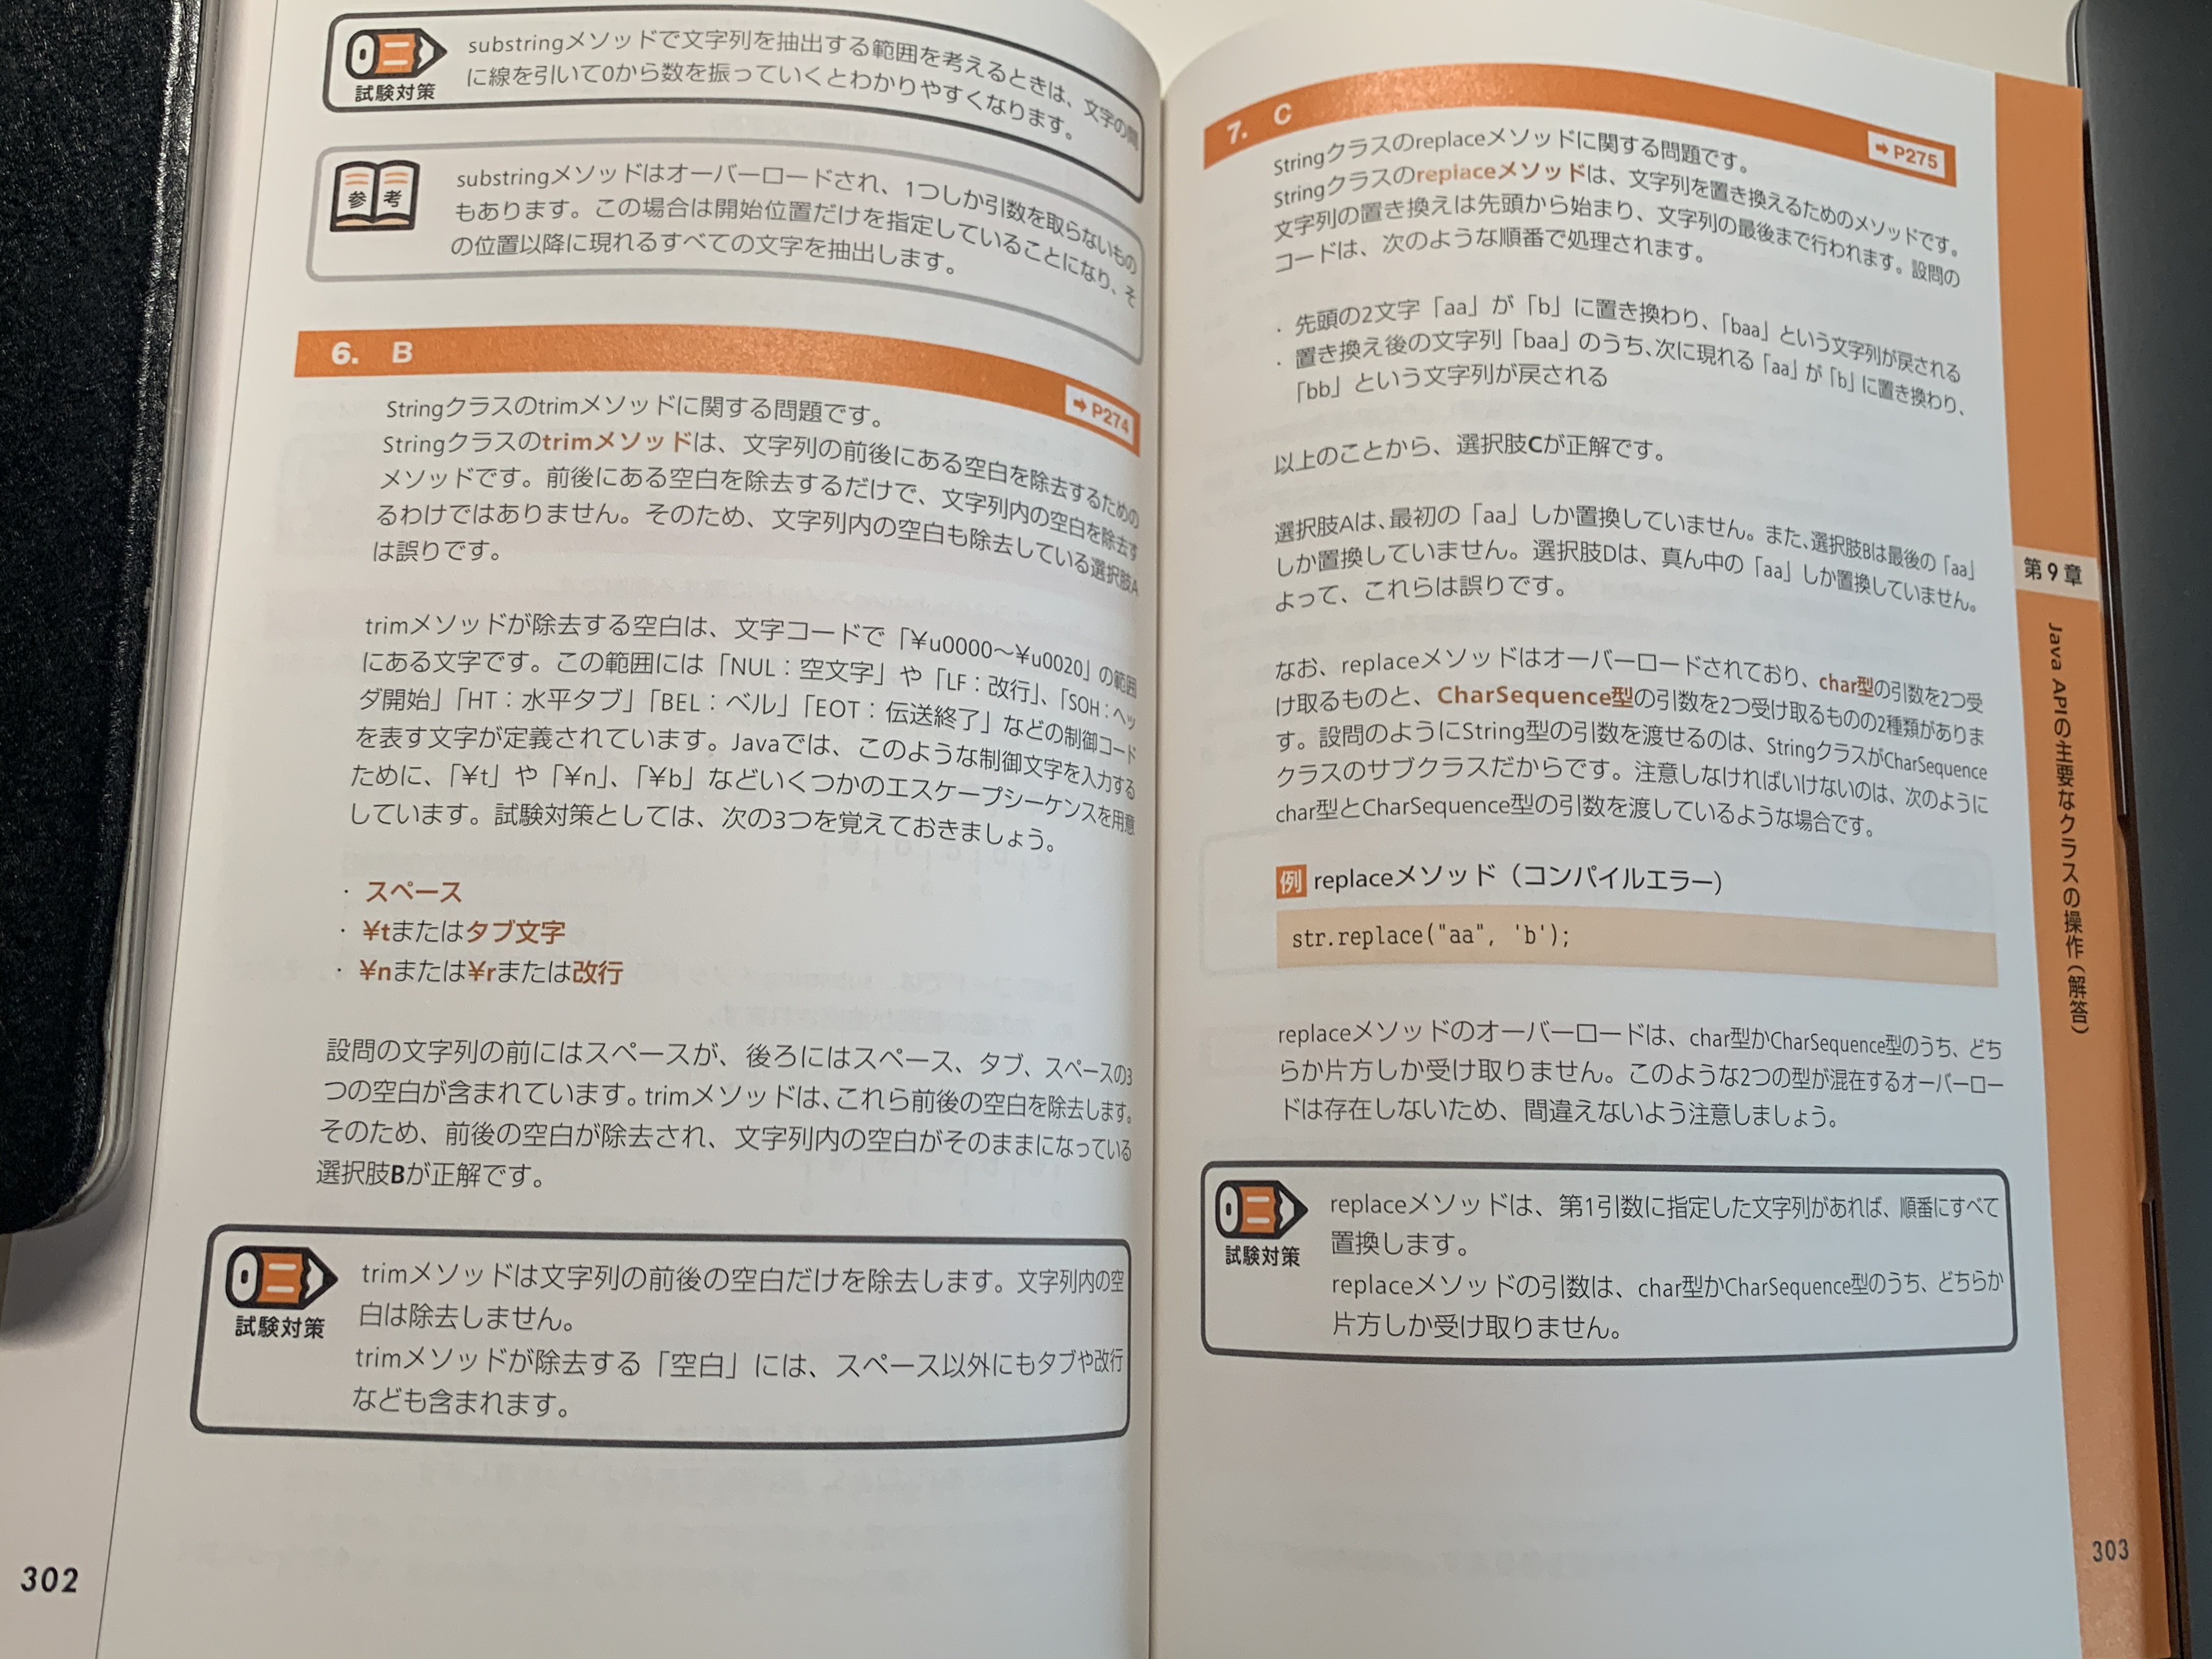 試験対策
substringメソッドで文字列を抽出する範囲を考えるときは、文字の間
に線を引いて0から数を振っていくとわかりやすくなります。
参考
substringメソッドはオーバーロードされ、1つしか引数を取らないもの
もあります。この場合は開始位置だけを指定していることになり、そ
の位置以降に現れるすべての文字を抽出します。
6. B
➡P274
Stringクラスのtrimメソッドに関する問題です。
Stringクラスのtrimメソッドは、文字列の前後にある空白を除去するための
メソッドです。前後にある空白を除去するだけで、文字列内の空白を除去す
るわけではありません。そのため、文字列内の空白も除去している選択肢A
は誤りです。
trimメソッドが除去する空白は、文字コードで「¥u0000〜¥u0020」の範囲
にある文字です。この範囲には「NUL：空文字」や「LF：改行」、「SOH：ヘッ
ダ開始」「HT：水平タブ」「BEL：ベル」「EOT：伝送終了」などの制御コード
を表す文字が定義されています。Javaでは、このような制御文字を入力する
ために、「¥t」や「¥n」、「¥b」などいくつかのエスケープシーケンスを用意
しています。試験対策としては、次の3つを覚えておきましょう。
・スペース
・¥tまたはタブ文字
・¥nまたは¥rまたは改行
設問の文字列の前にはスペースが、後ろにはスペース、タブ、スペースの3
つの空白が含まれています。trimメソッドは、これら前後の空白を除去します。
そのため、前後の空白が除去され、文字列内の空白がそのままになっている
選択肢Bが正解です。
試験対策
trimメソッドは文字列の前後の空白だけを除去します。文字列内の空
白は除去しません。
trimメソッドが除去する「空白」には、スペース以外にもタブや改行
なども含まれます。
302
7. C
➡P275
Stringクラスのreplaceメソッドに関する問題です。
Stringクラスのreplaceメソッドは、文字列を置き換えるためのメソッドです。
文字列の置き換えは先頭から始まり、文字列の最後まで行われます。設問の
コードは、次のような順番で処理されます。
・先頭の2文字「aa」が「b」に置き換わり、「baa」という文字列が戻される
・置き換え後の文字列「baa」のうち、次に現れる「aa」が「b」に置き換わり、
「bb」という文字列が戻される
以上のことから、選択肢Cが正解です。
選択肢Aは、最初の「aa」しか置換していません。また、選択肢Bは最後の「aa」
しか置換していません。選択肢Dは、真ん中の「aa」しか置換していません。
よって、これらは誤りです。
なお、replaceメソッドはオーバーロードされており、char型の引数を2つ受
け取るものと、CharSequence型の引数を2つ受け取るものの2種類がありま
す。設問のようにString型の引数を渡せるのは、StringクラスがCharSequence
クラスのサブクラスだからです。注意しなければいけないのは、次のように
char型とCharSequence型の引数を渡しているような場合です。
例 replaceメソッド（コンパイルエラー）
str.replace("aa", 'b');
replaceメソッドのオーバーロードは、char型かCharSequence型のうち、どち
らか片方しか受け取りません。このような2つの型が混在するオーバーロー
ドは存在しないため、間違えないよう注意しましょう。
試験対策
replaceメソッドは、第1引数に指定した文字列があれば、順番にすべて
置換します。
replaceメソッドの引数は、char型かCharSequence型のうち、どちらか
片方しか受け取りません。
第9章
Java APIの主要なクラスの操作（解答）
303